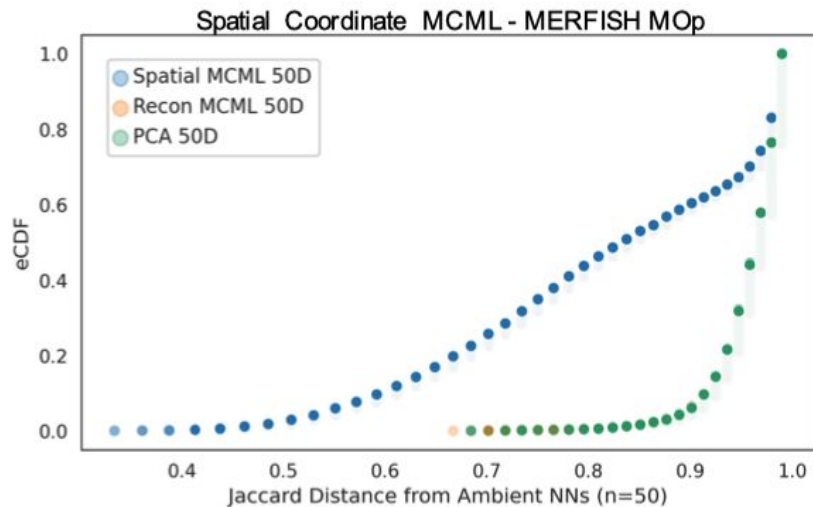 Spatial Coordinate MCML - MERFISH MOp
1.0
0.8
0.6
0.4
0.2
0.0
eCDF
Spatial MCML 50D
Recon MCML 50D
PCA 50D
0.4 0.5 0.6 0.7 0.8 0.9 1.0
Jaccard Distance from Ambient NNs (n=50)